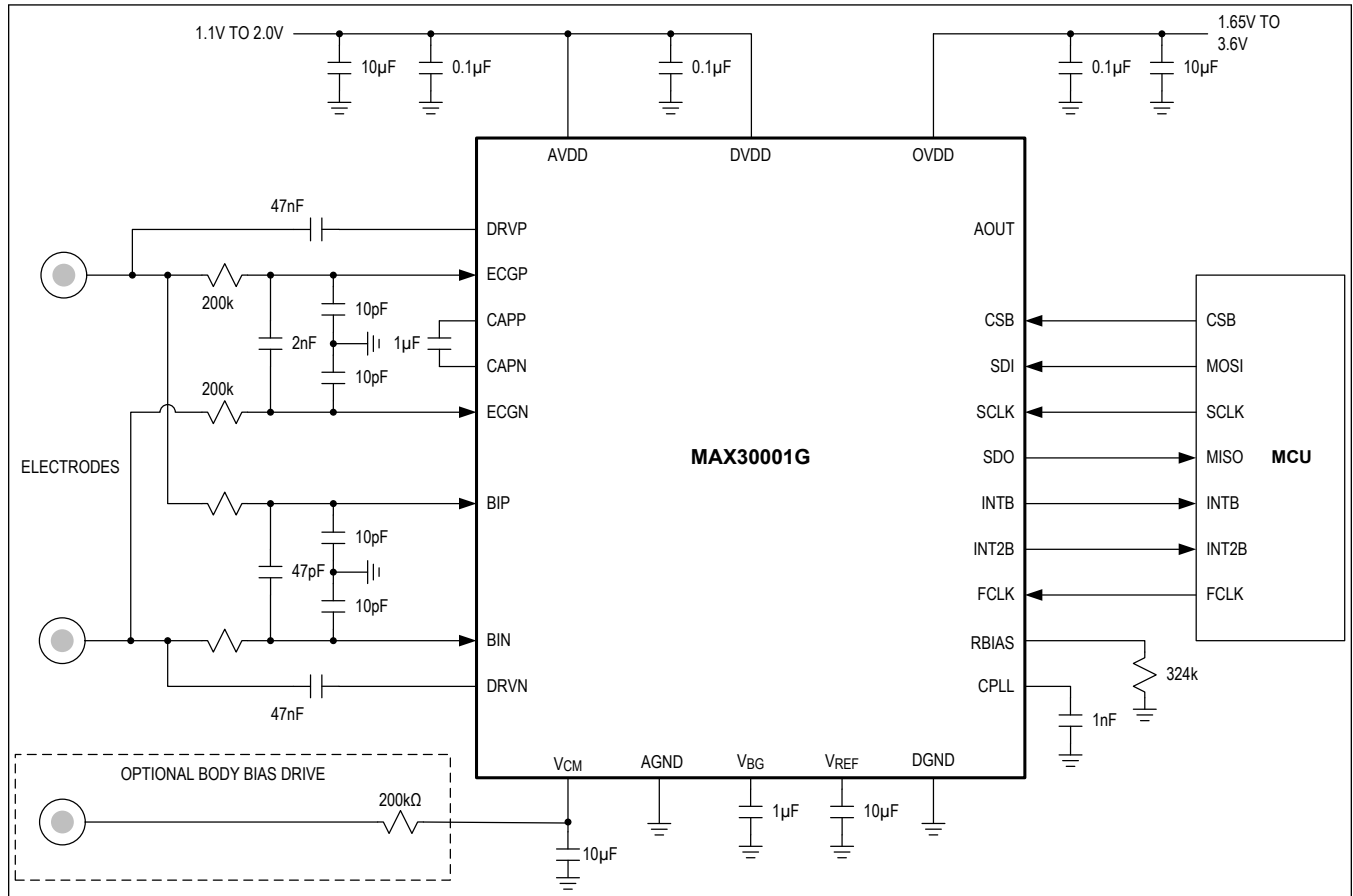 1.1V TO 2.0V
1.65V TO
3.6V
10µF
0.1µF
0.1µF
0.1µF
10µF
AVDD
DVDD
OVDD
47nF
DRVP
AOUT
ECGP
200k
10pF
CAPP
CSB
CSB
2nF
1µF
CAPN
SDI
MOSI
10pF
200k
ECGN
SCLK
SCLK
ELECTRODES
MAX30001G
SDO
MISO
MCU
BIP
INTB
INTB
10pF
INT2B
INT2B
47pF
10pF
FCLK
FCLK
BIN
RBIAS
324k
DRVN
CPLL
47nF
1nF
OPTIONAL BODY BIAS DRIVE
VCM
AGND
VBG
VREF
DGND
200kΩ
1µF
10µF
10µF